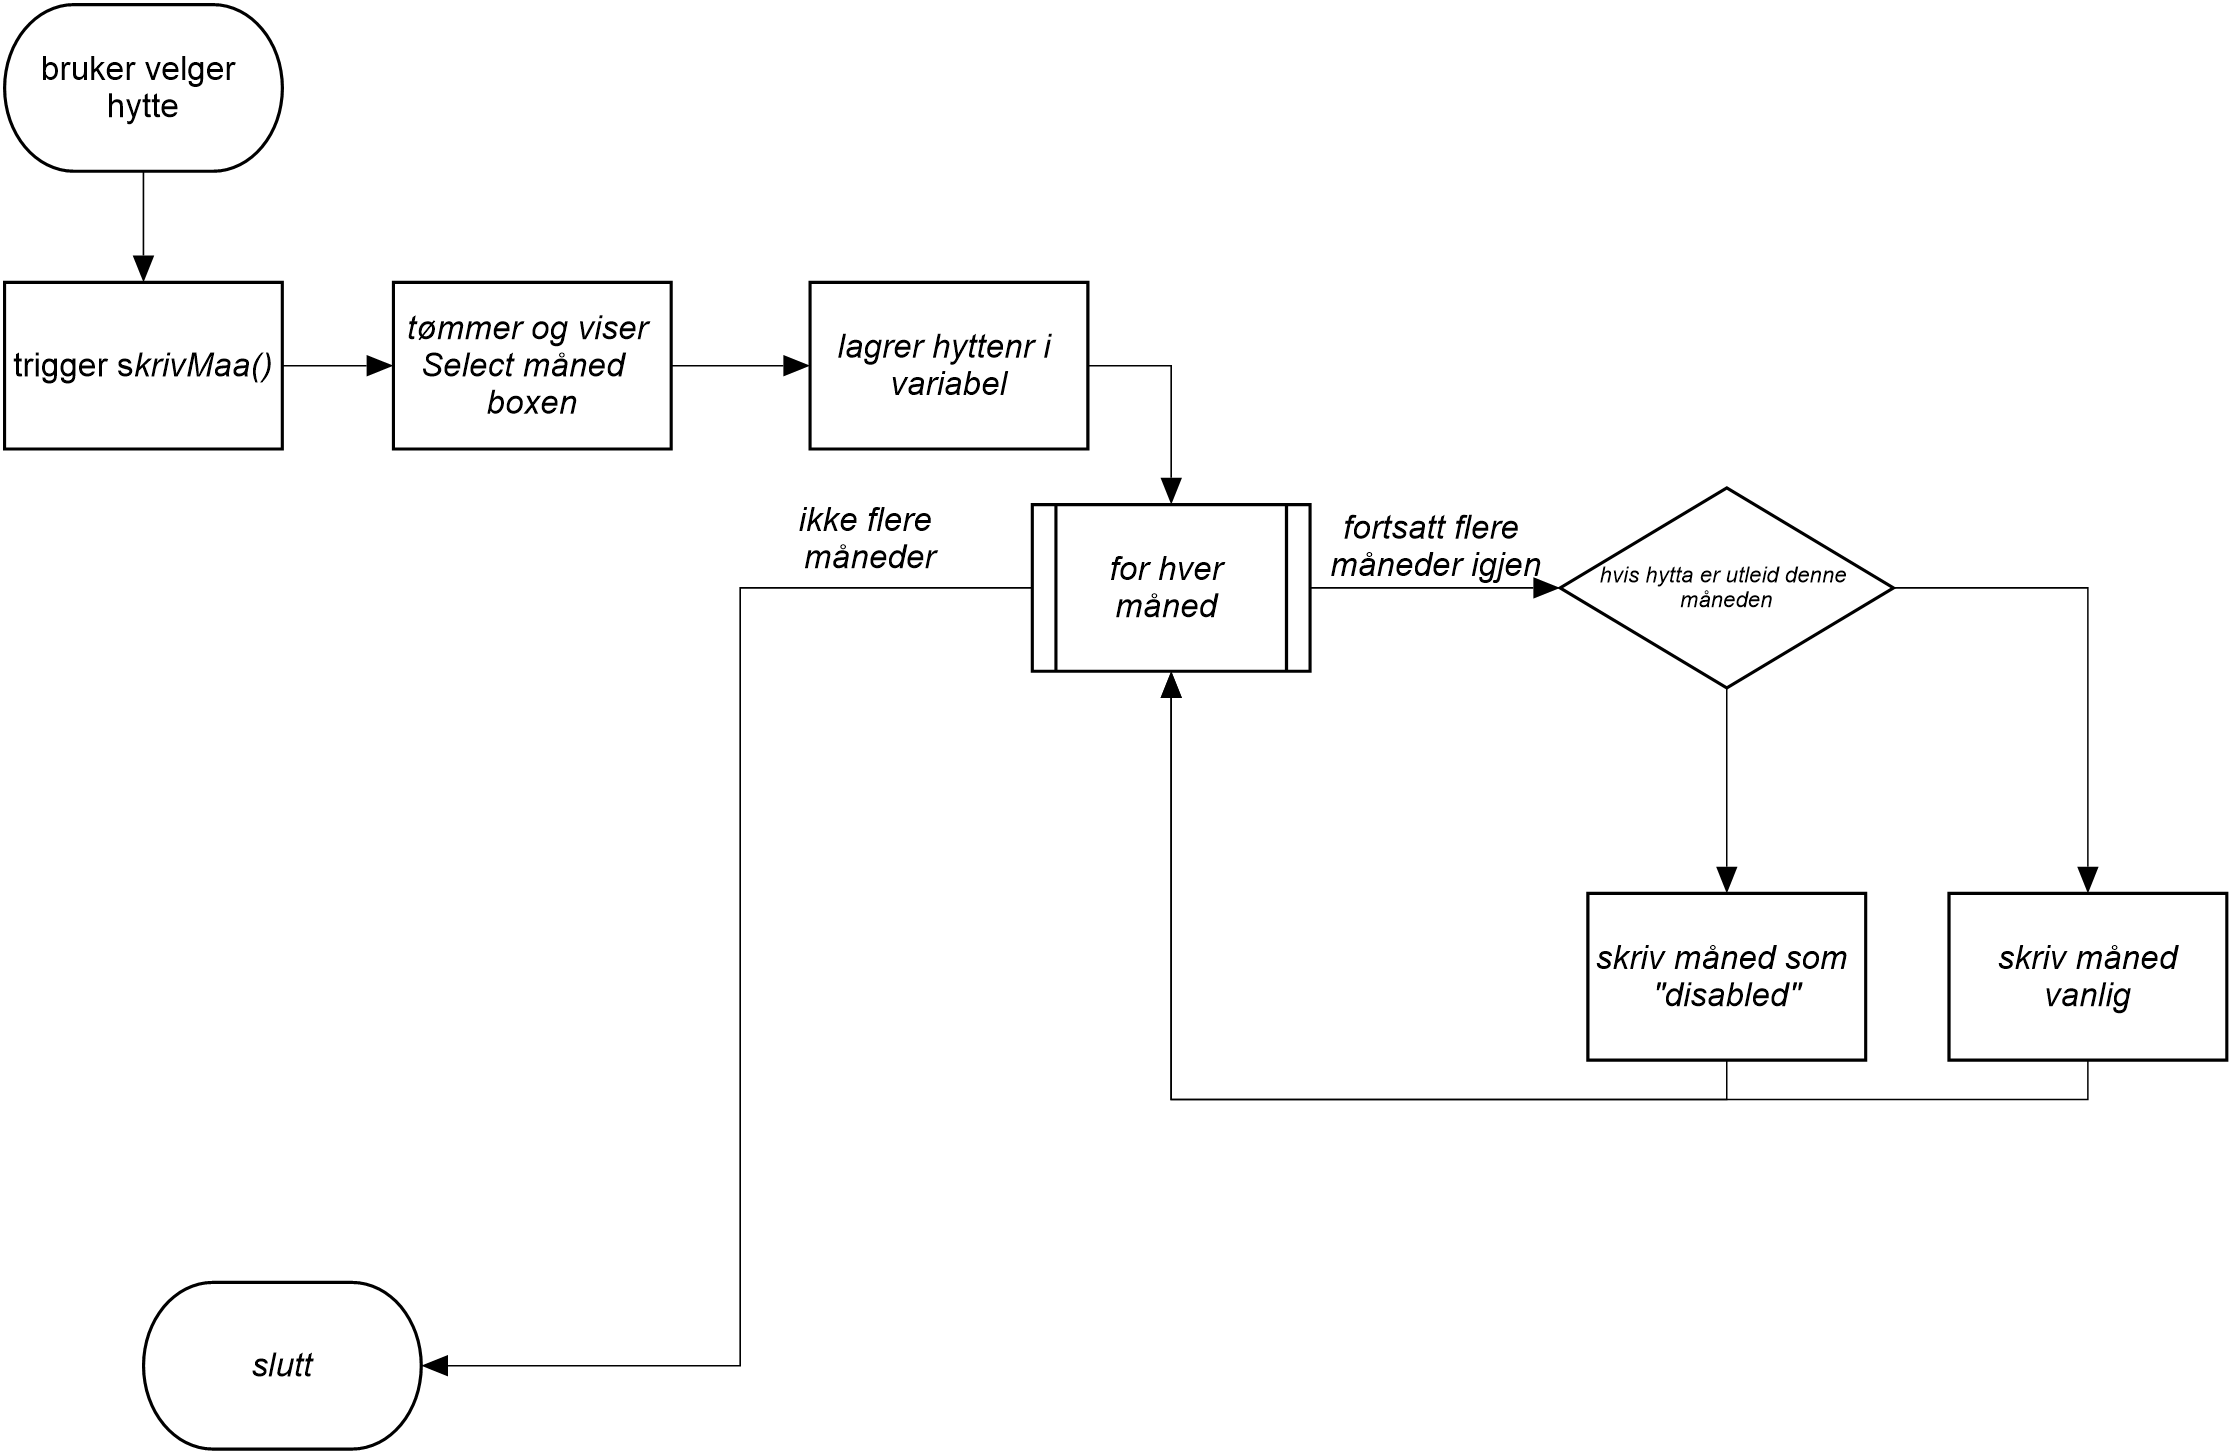 bruker velger
hytte
trigger skrivMaa()
tømmer og viser
Select måned
boxen
lagrer hyttenr i
variabel
ikke flere
måneder
for hver
måned
fortsatt flere
måneder igjen
hvis hytta er utleid denne
måneden
skriv måned som
"disabled"
skriv måned
vanlig
slutt